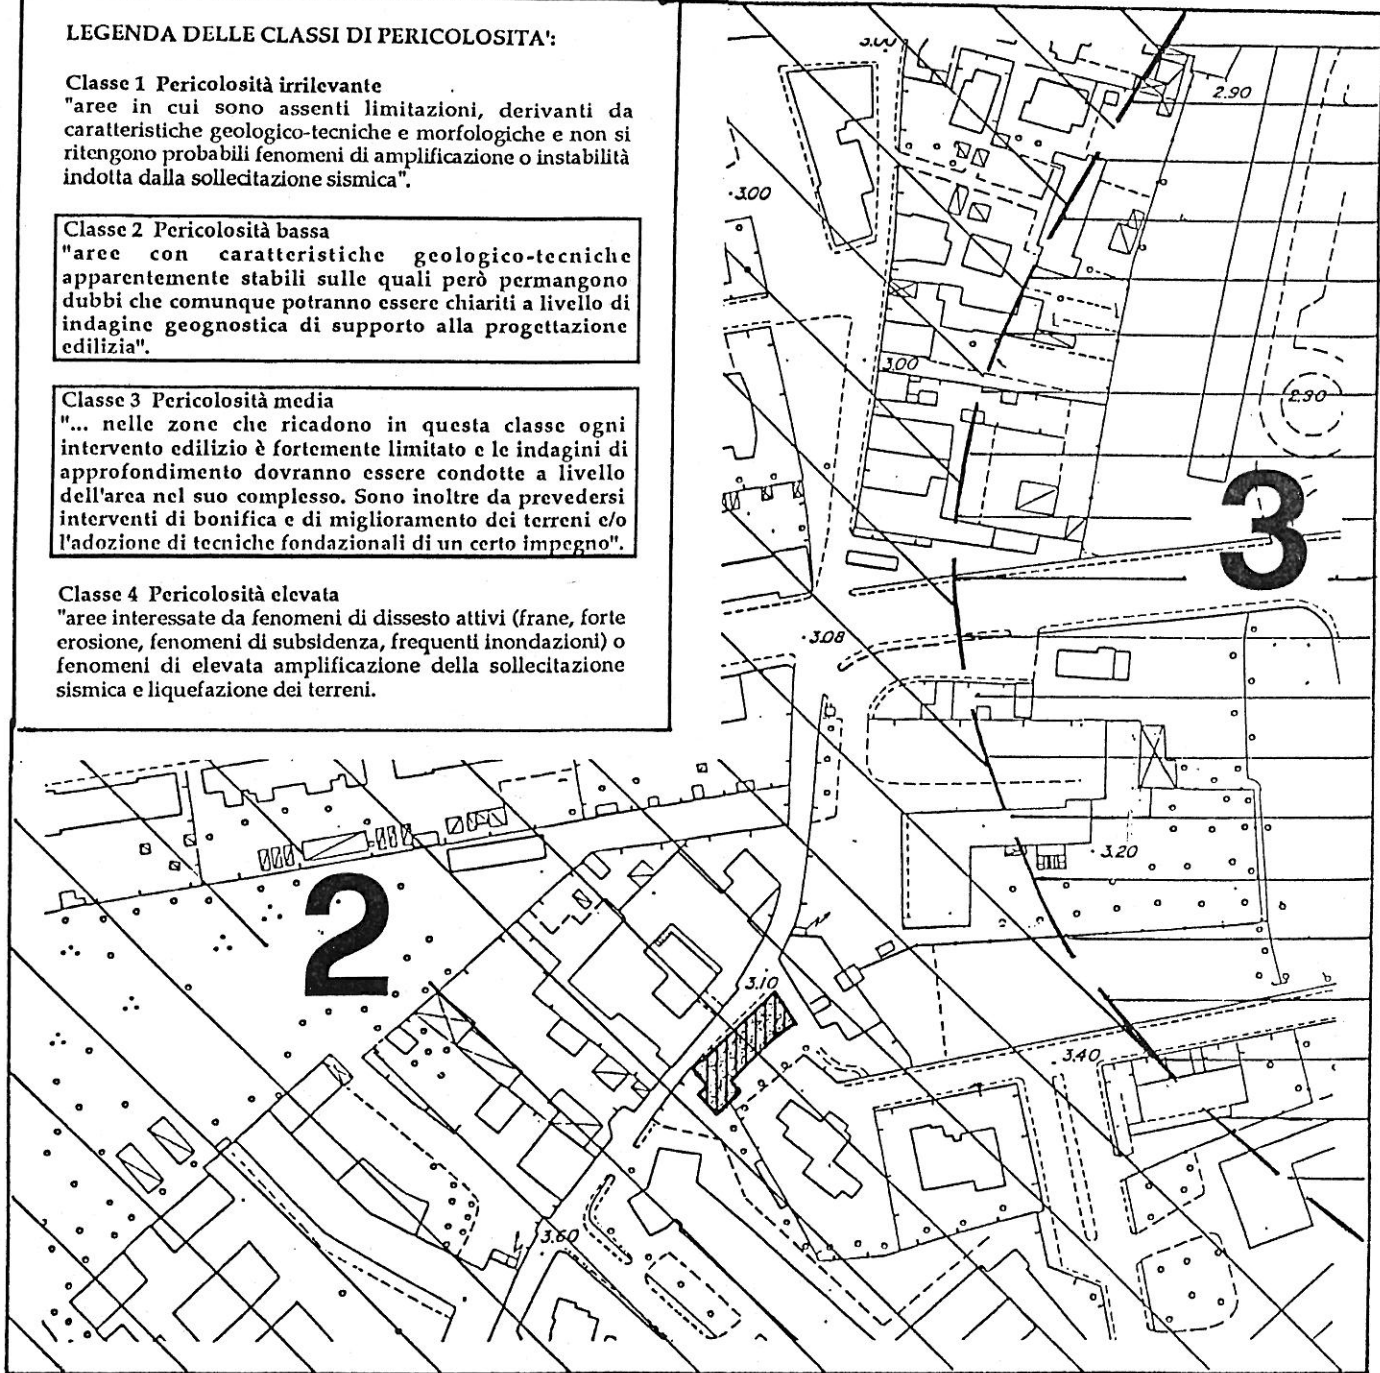 LEGENDA DELLE CLASSI DI PERICOLOSITA':
Classe 1 Pericolosità irrilevante
"aree in cui sono assenti limitazioni, derivanti da
caratteristiche geologico-tecniche e morfologiche e non si
ritengono probabili fenomeni di amplificazione o instabilità
indotta dalla sollecitazione sismica".
Classe 2 Pericolosità bassa
"aree con caratteristiche geologico-tecniche
apparentemente stabili sulle quali però permangono
dubbi che comunque potranno essere chiariti a livello di
indagine geognostica di supporto alla progettazione
edilizia".
Classe 3 Pericolosità media
"... nelle zone che ricadono in questa classe ogni
intervento edilizio è fortemente limitato e le indagini di
approfondimento dovranno essere condotte a livello
dell'area nel suo complesso. Sono inoltre da prevedersi
interventi di bonifica e di miglioramento dei terreni e/o
l'adozione di tecniche fondazionali di un certo impegno".
Classe 4 Pericolosità elevata
"aree interessate da fenomeni di dissesto attivi (frane, forte
erosione, fenomeni di subsidenza, frequenti inondazioni) o
fenomeni di elevata amplificazione della sollecitazione
sismica e liquefazione dei terreni.
3.00
2.90
3.00
3.00
2.90
3
3.08
3.20
2
3.10
3.40
3.60